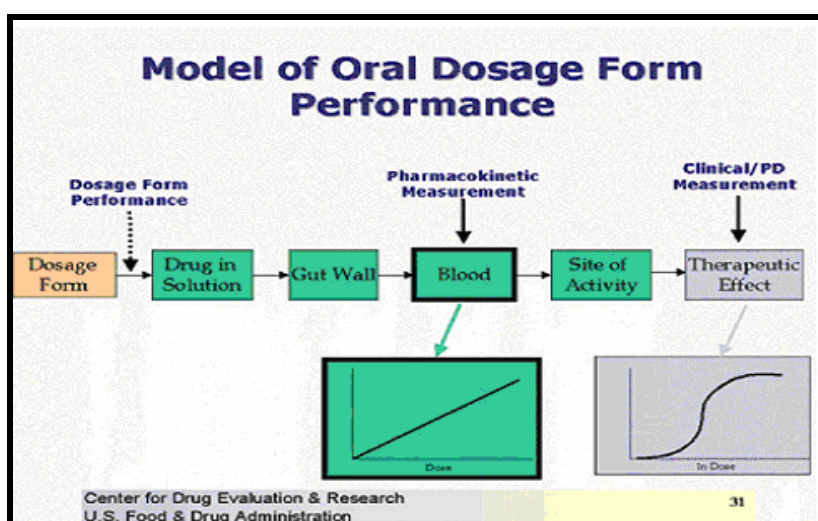 Model of Oral Dosage Form
Performance
Dosage Form
Performance
Pharmacokinetic
Measurement
Clinical/PD
Measurement
Dosage
Form
Drug in
Solution
Gut Wall
Blood
Site of
Activity
Therapeutic
Effect
Dose
ln Dose
Center for Drug Evaluation & Research
31
U.S. Food & Drug Administration